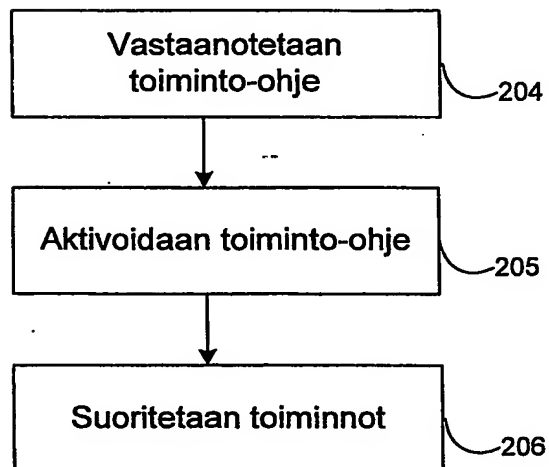 Vastaanotetaan
toiminto-ohje
204
Aktivoidaan toiminto-ohje
205
Suoritetaan toiminnot
206